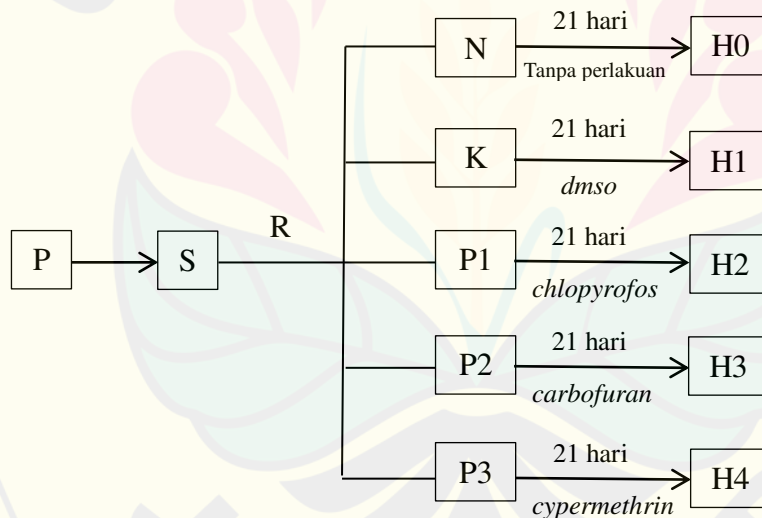 N
21 hari
Tanpa perlakuan
H0
K
21 hari
dmso
H1
P
S
R
P1
21 hari
chlopyrofos
H2
P2
21 hari
carbofuran
H3
P3
21 hari
cypermethrin
H4